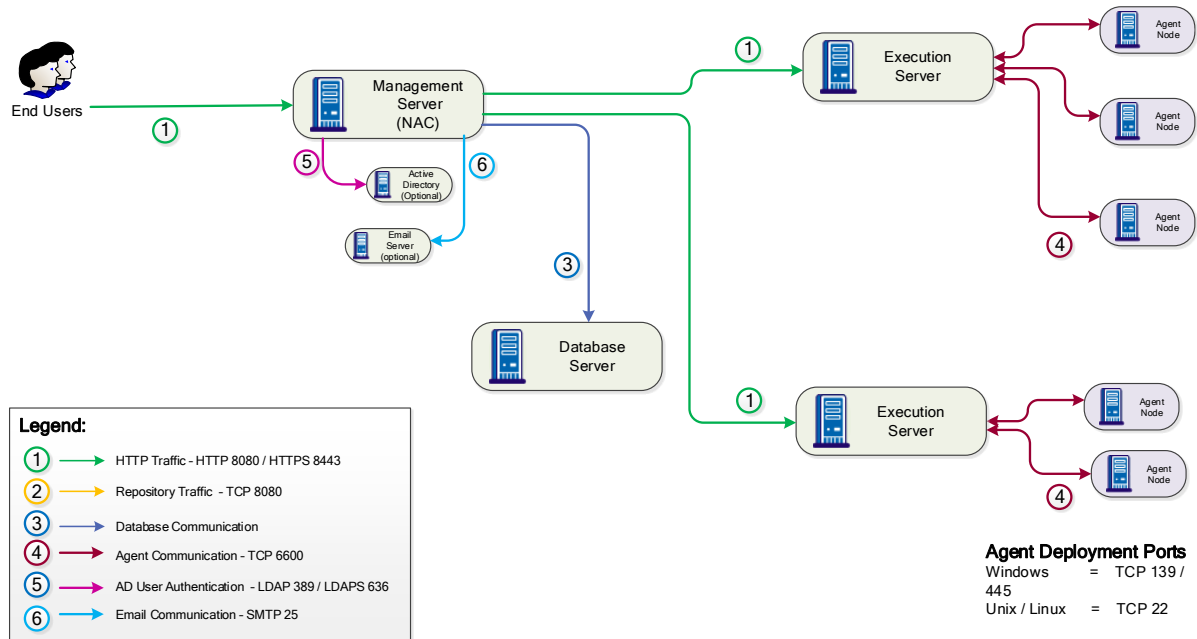 End Users
1
Management
Server
(NAC)
5
Active
Directory
(Optional)
6
Email
Server
(optional)
3
Database
Server
1
Execution
Server
Agent
Node
Agent
Node
Agent
Node
4
1
Execution
Server
Agent
Node
Agent
Node
4
Legend:
1 HTTP Traffic - HTTP 8080 / HTTPS 8443
2 Repository Traffic - TCP 8080
3 Database Communication
4 Agent Communication - TCP 6600
5 AD User Authentication - LDAP 389 / LDAPS 636
6 Email Communication - SMTP 25
Agent Deployment Ports
Windows = TCP 139 /
445
Unix / Linux = TCP 22